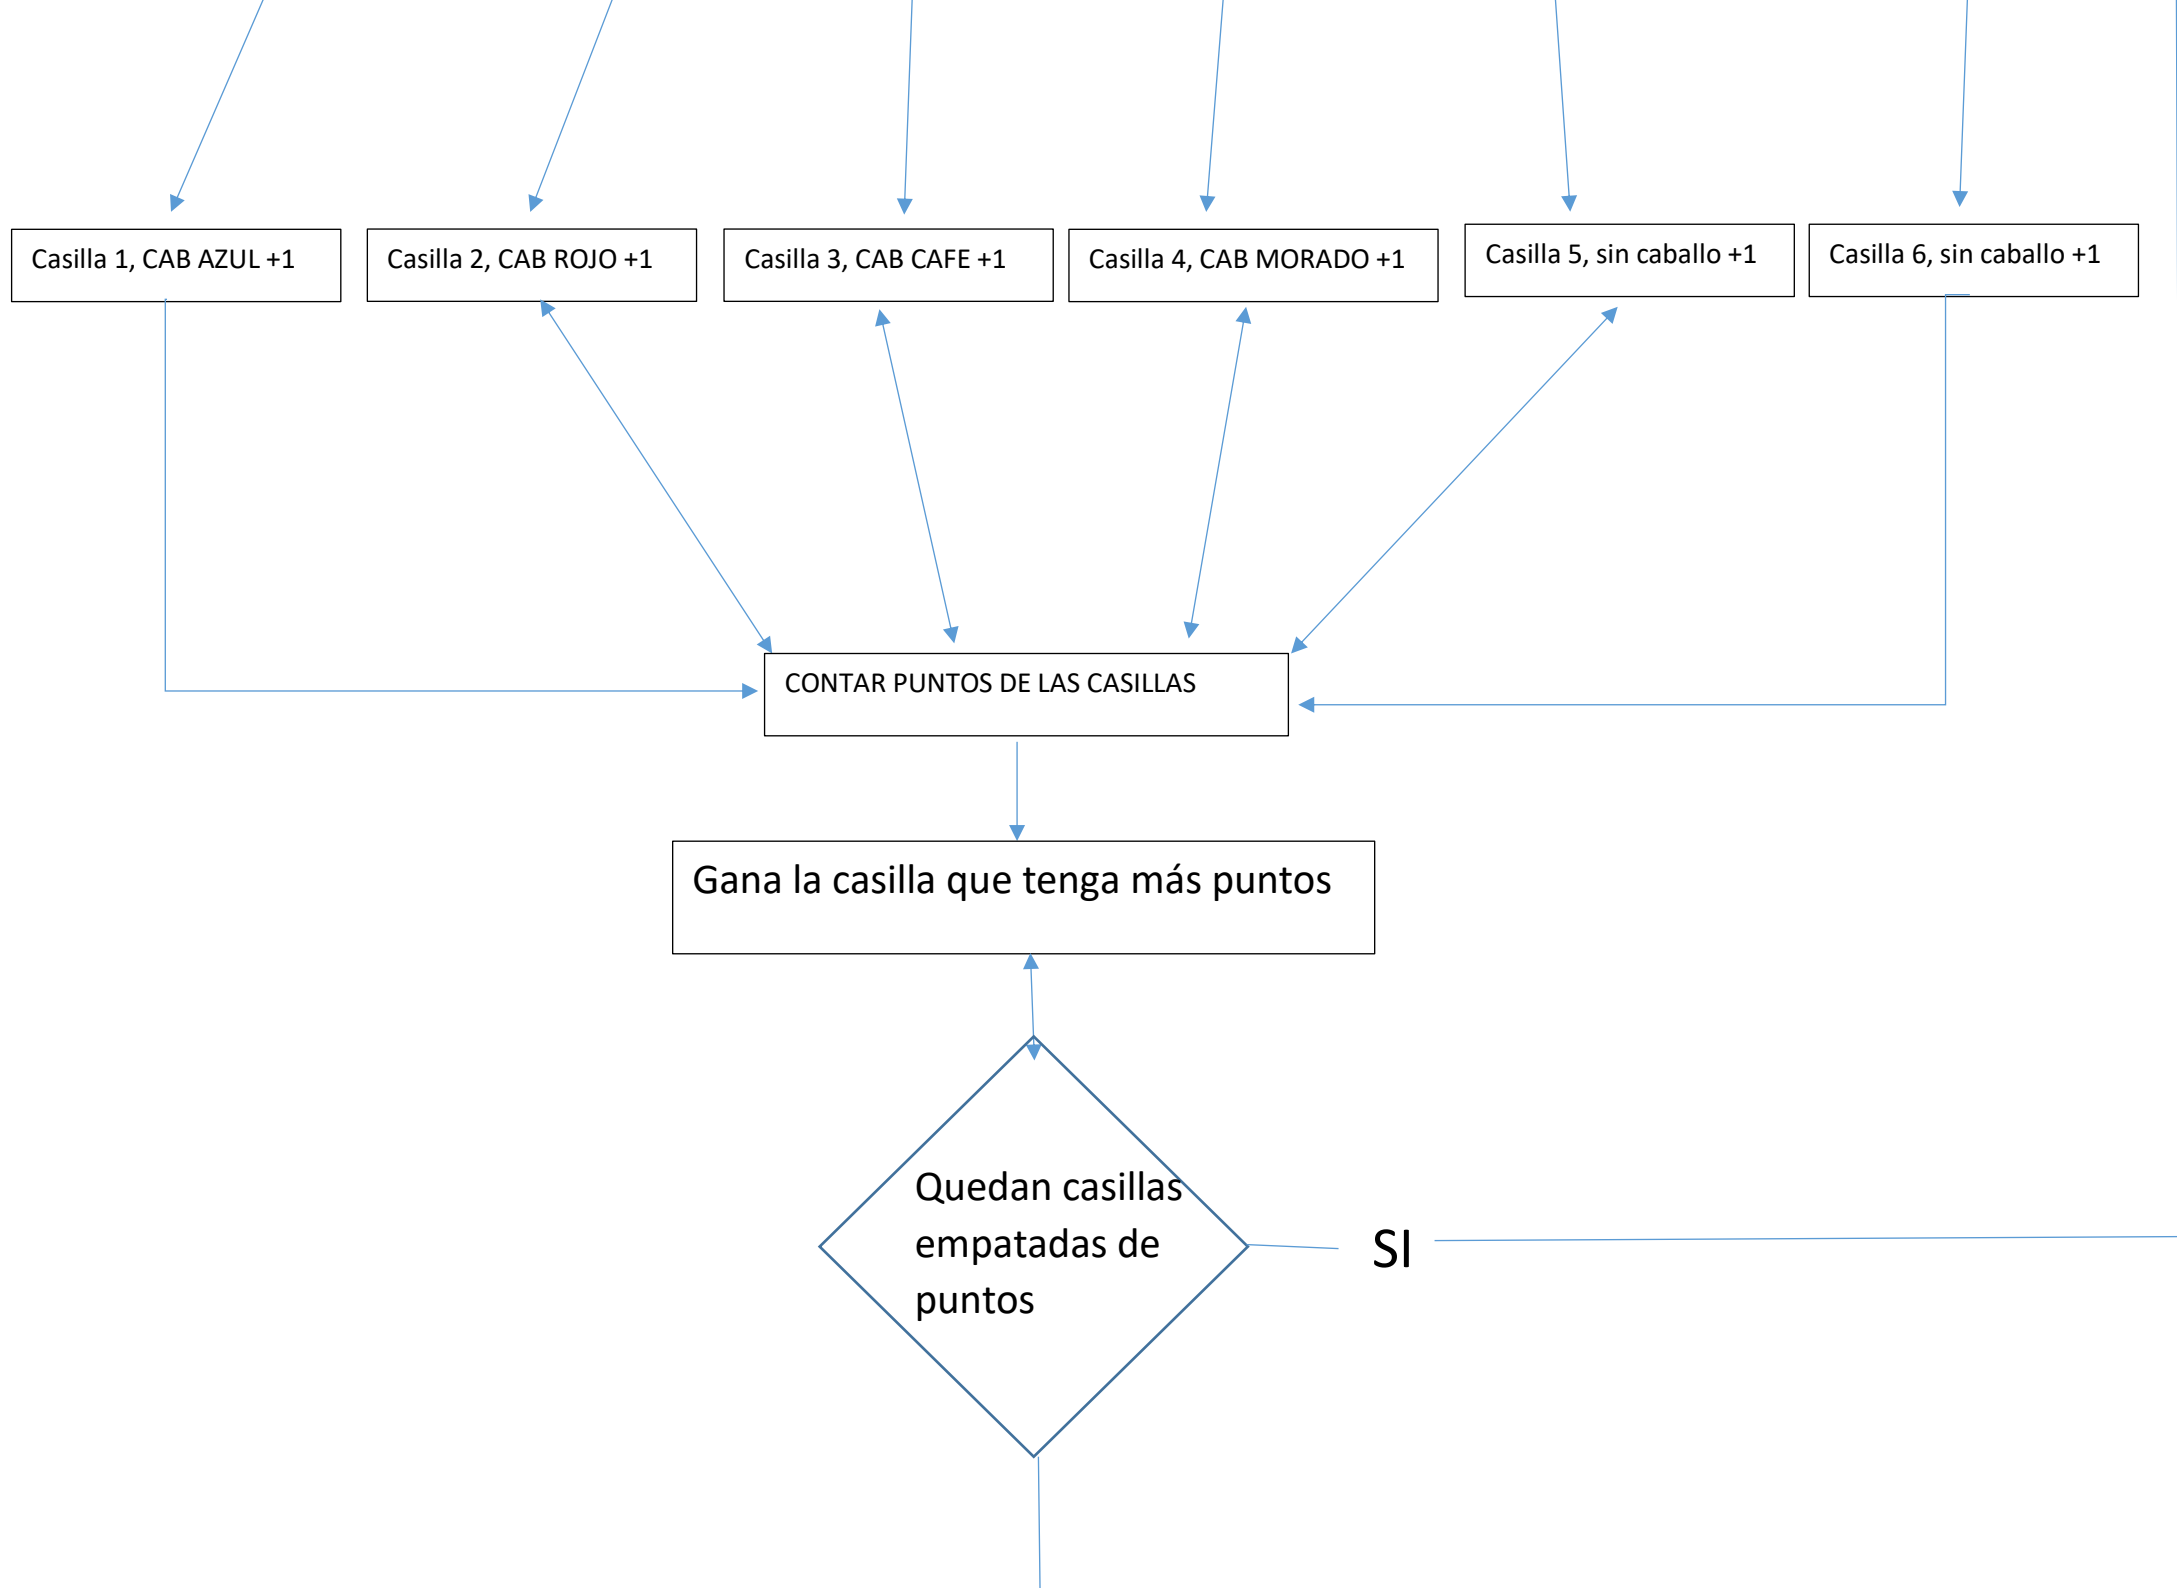 Casilla 1, CAB AZUL +1
Casilla 2, CAB ROJO +1
Casilla 3, CAB CAFE +1
Casilla 4, CAB MORADO +1
Casilla 5, sin caballo +1
Casilla 6, sin caballo +1
CONTAR PUNTOS DE LAS CASILLAS
Gana la casilla que tenga más puntos
Quedan casillas
empatadas de
puntos
SI